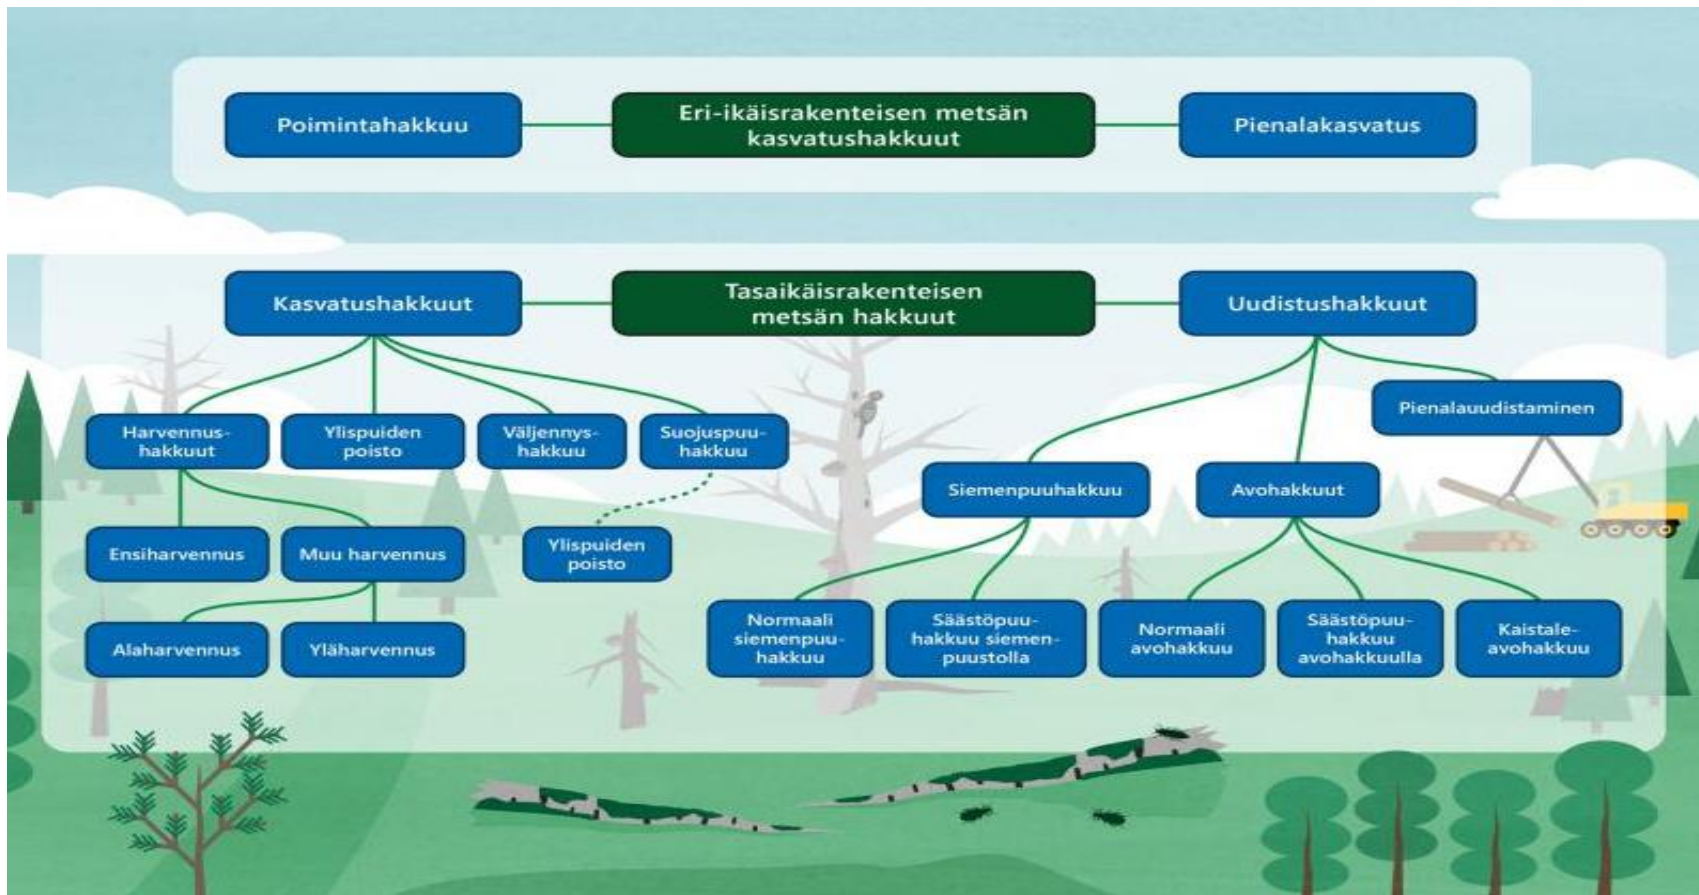 Poimintahakkuu
Eri-ikäisrakenteisen metsän
kasvatushakkuut
Pienalakasvatus
Kasvatushakkuut
Tasaikäisrakenteisen
metsän hakkuut
Uudistushakkuut
Pienalauudistaminen
Harvennus-
hakkuut
Ylispuiden
poisto
Väljennys-
hakkuu
Suojuspuu-
hakkuu
Siemenpuuhakkuu
Avohakkuut
Ensiharvennus
Muu harvennus
Ylispuiden
poisto
Alaharvennus
Yläharvennus
Normaali
siemenpuu-
hakkuu
Säästöpuu-
hakkuu siemen-
puustolla
Normaali
avohakkuu
Säästöpuu-
hakkuu
avohakkuulla
Kaistale-
avohakkuu